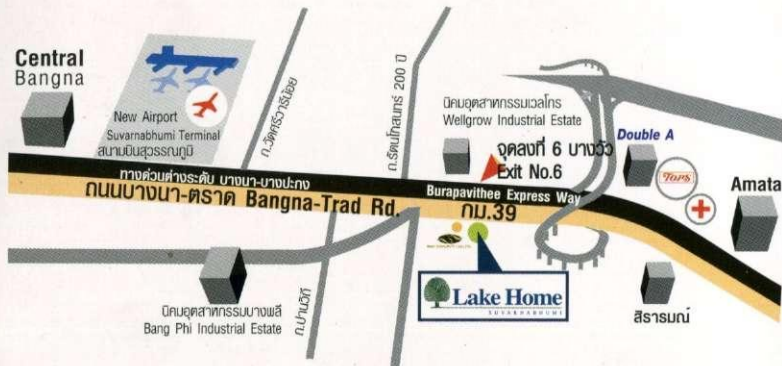 Central
Bangna
New Airport
Suvarnabhumi Terminal
สนามบินสุวรรณภูมิ
ถ.วัดศรีวารีน้อย
ถ.รัตนโกสินทร์ 200 ปี
นิคมอุตสาหกรรมเวลโกร
Wellgrow Industrial Estate
จุดลงที่ 6 บางวัว
Exit No.6
Double A
TOPS
Amata
ทางด่วนต่างระดับ บางนา-บางปะกง
Burapavithee Express Way
ถนนบางนา-ตราด Bangna-Trad Rd.
กม.39
Lake Home
SUVARNABHUMI
สิรารมณ์
นิคมอุตสาหกรรมบางพลี
Bang Phi Industrial Estate
ถ.ปานวิถี